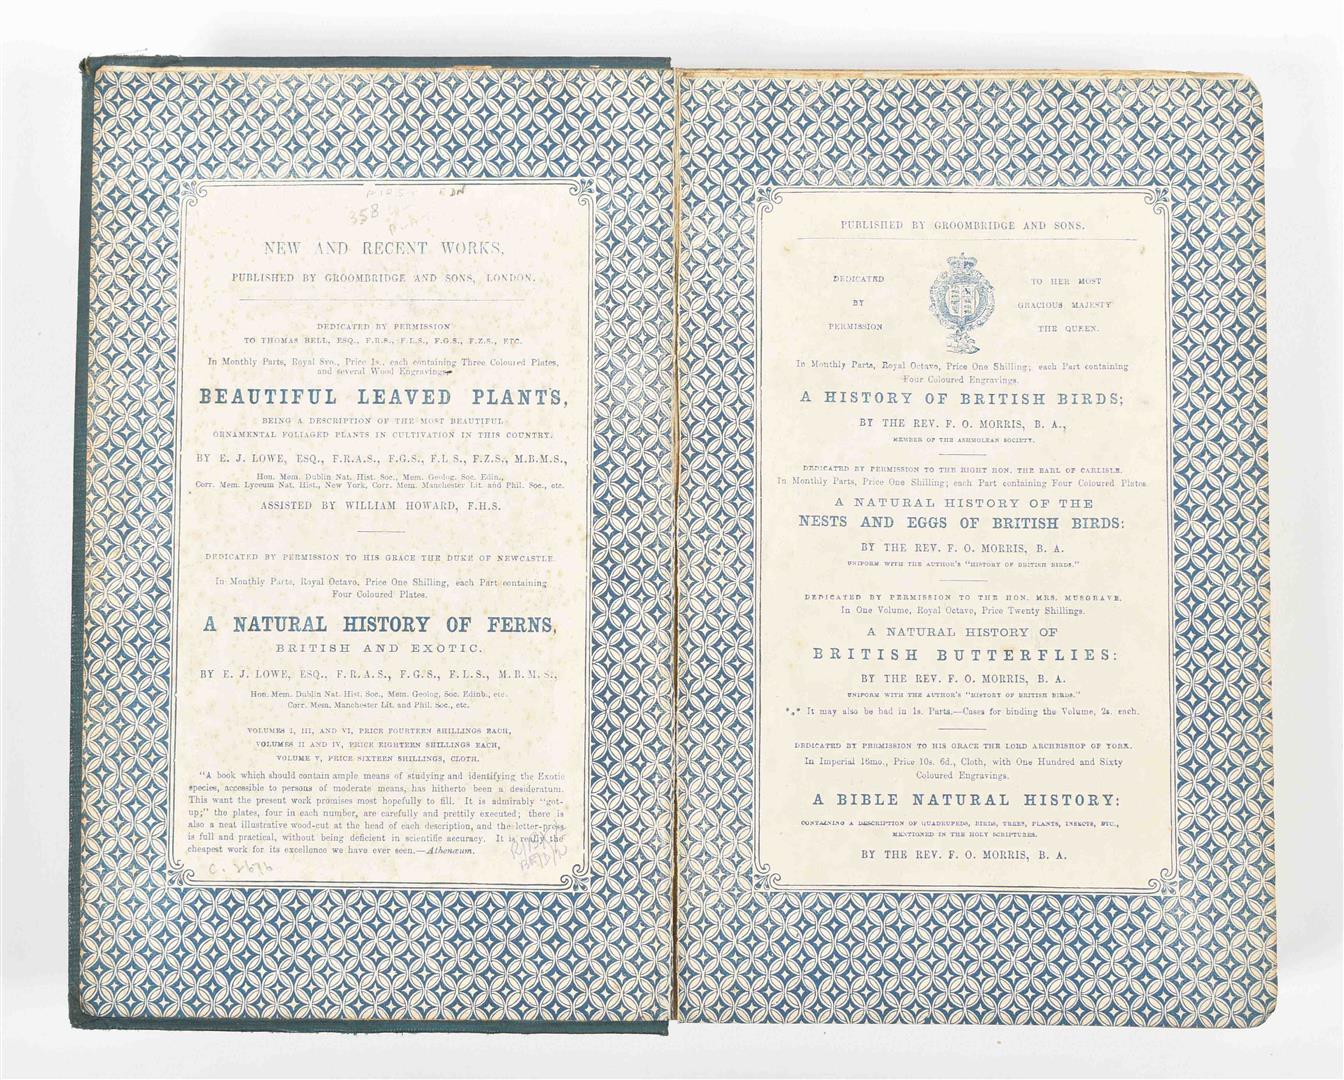 358
EDN
NEW AND RECENT WORKS,
PUBLISHED BY GROOMBRIDGE AND SONS, LONDON.
DEDICATED BY PERMISSION
TO THOMAS BELL, ESQ., F.R.S., F.L.S., F.G.S., F.Z.S., ETC.
In Monthly Parts, Royal 8vo., Price 1s., each containing Three Coloured Plates,
and several Wood Engravings,
BEAUTIFUL LEAVED PLANTS,
BEING A DESCRIPTION OF THE MOST BEAUTIFUL
ORNAMENTAL FOLIAGED PLANTS IN CULTIVATION IN THIS COUNTRY.
BY E. J. LOWE, ESQ., F.R.A.S., F.G.S., F.L.S., F.Z.S., M.B.M.S.,
Hon. Mem. Dublin Nat. Hist. Soc., Mem. Geolog. Soc. Edin.,
Corr. Mem. Lyceum Nat. Hist., New York, Corr. Mem. Manchester Lit. and Phil. Soc., etc.
ASSISTED BY WILLIAM HOWARD, F.H.S.
DEDICATED BY PERMISSION TO HIS GRACE THE DUKE OF NEWCASTLE.
In Monthly Parts, Royal Octavo, Price One Shilling, each Part containing
Four Coloured Plates.
A NATURAL HISTORY OF FERNS,
BRITISH AND EXOTIC.
BY E. J. LOWE, ESQ., F.R.A.S., F.G.S., F.L.S., M.B.M.S.,
Hon. Mem. Dublin Nat. Hist. Soc., Mem. Geolog. Soc. Edinb., etc.
Corr. Mem. Manchester Lit. and Phil. Soc., etc.
VOLUMES I, III, AND VI, PRICE FOURTEEN SHILLINGS EACH,
VOLUMES II AND IV, PRICE EIGHTEEN SHILLINGS EACH,
VOLUME V, PRICE SIXTEEN SHILLINGS, CLOTH.
"A book which should contain ample means of studying and identifying the Exotic
species, accessible to persons of moderate means, has hitherto been a desideratum.
This want the present work promises most hopefully to fill. It is admirably "got-
up;" the plates, four in each number, are carefully and prettily executed; there is
also a neat illustrative wood-cut at the head of each description, and the letter-press
is full and practical, without being deficient in scientific accuracy. It is really the
cheapest work for its excellence we have ever seen.—Athenæum.
C. 2676
PUBLISHED BY GROOMBRIDGE AND SONS.
DEDICATED TO HER MOST
BY GRACIOUS MAJESTY
PERMISSION THE QUEEN.
In Monthly Parts, Royal Octavo, Price One Shilling; each Part containing
Four Coloured Engravings.
A HISTORY OF BRITISH BIRDS;
BY THE REV. F. O. MORRIS, B. A.,
MEMBER OF THE ASHMOLEAN SOCIETY.
DEDICATED BY PERMISSION TO THE RIGHT HON. THE EARL OF CARLISLE.
In Monthly Parts, Price One Shilling; each Part containing Four Coloured Plates.
A NATURAL HISTORY OF THE
NESTS AND EGGS OF BRITISH BIRDS:
BY THE REV. F. O. MORRIS, B. A.
UNIFORM WITH THE AUTHOR'S "HISTORY OF BRITISH BIRDS."
DEDICATED BY PERMISSION TO THE HON. MRS. MUSGRAVE.
In One Volume, Royal Octavo, Price Twenty Shillings.
A NATURAL HISTORY OF
BRITISH BUTTERFLIES:
BY THE REV. F. O. MORRIS, B. A.
UNIFORM WITH THE AUTHOR'S "HISTORY OF BRITISH BIRDS."
*** It may also be had in 1s. Parts.—Cases for binding the Volume, 2s. each.
DEDICATED BY PERMISSION TO HIS GRACE THE LORD ARCHBISHOP OF YORK.
In Imperial 16mo., Price 10s. 6d., Cloth, with One Hundred and Sixty
Coloured Engravings.
A BIBLE NATURAL HISTORY:
CONTAINING A DESCRIPTION OF QUADRUPEDS, BIRDS, TREES, PLANTS, INSECTS, ETC.,
MENTIONED IN THE HOLY SCRIPTURES.
BY THE REV. F. O. MORRIS, B. A.